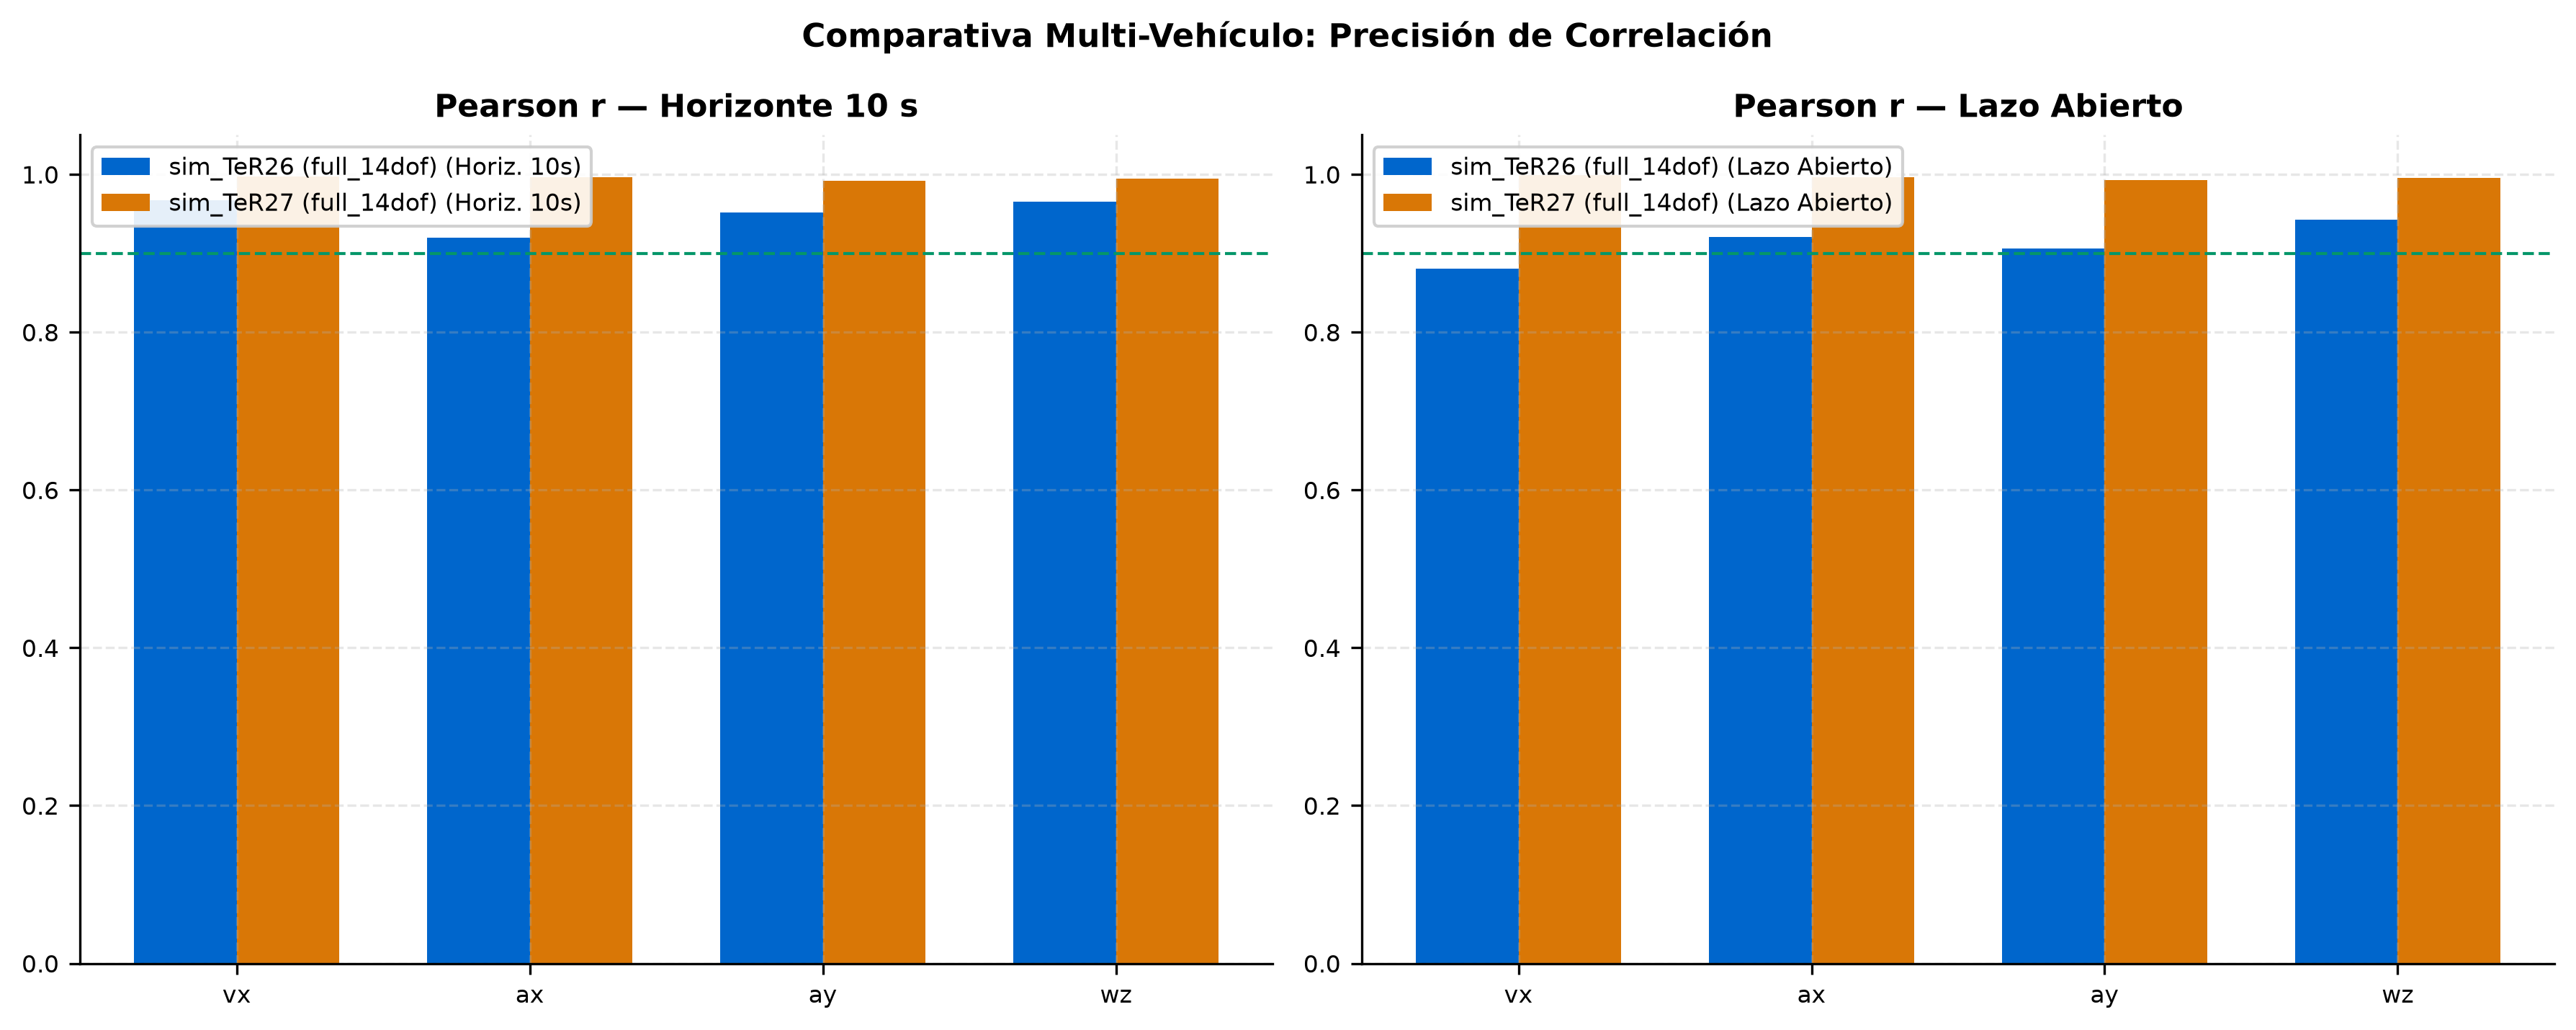 Comparativa Multi-Vehículo: Precisión de Correlación
Pearson r — Horizonte 10 s
sim_TeR26 (full_14dof) (Horiz. 10s)
sim_TeR27 (full_14dof) (Horiz. 10s)
1.0
0.8
0.6
0.4
0.2
0.0
vx ax ay wz
Pearson r — Lazo Abierto
sim_TeR26 (full_14dof) (Lazo Abierto)
sim_TeR27 (full_14dof) (Lazo Abierto)
1.0
0.8
0.6
0.4
0.2
0.0
vx ax ay wz